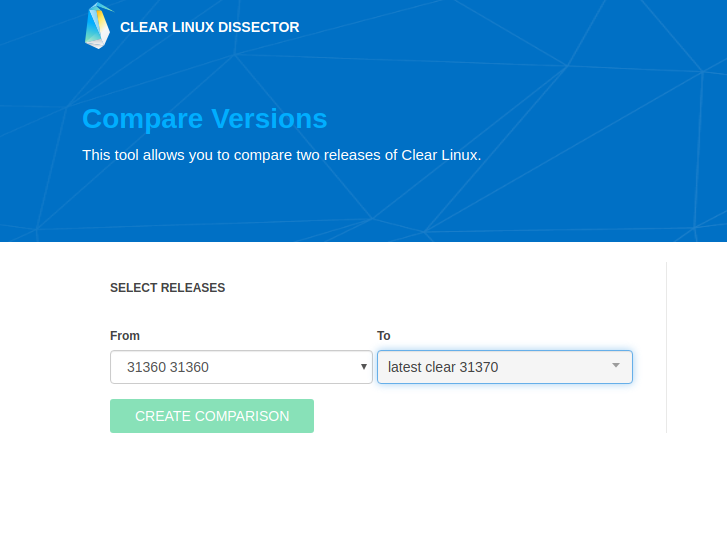 CLEAR LINUX DISSECTOR
Compare Versions
This tool allows you to compare two releases of Clear Linux.
SELECT RELEASES
From To
31360 31360 latest clear 31370
CREATE COMPARISON